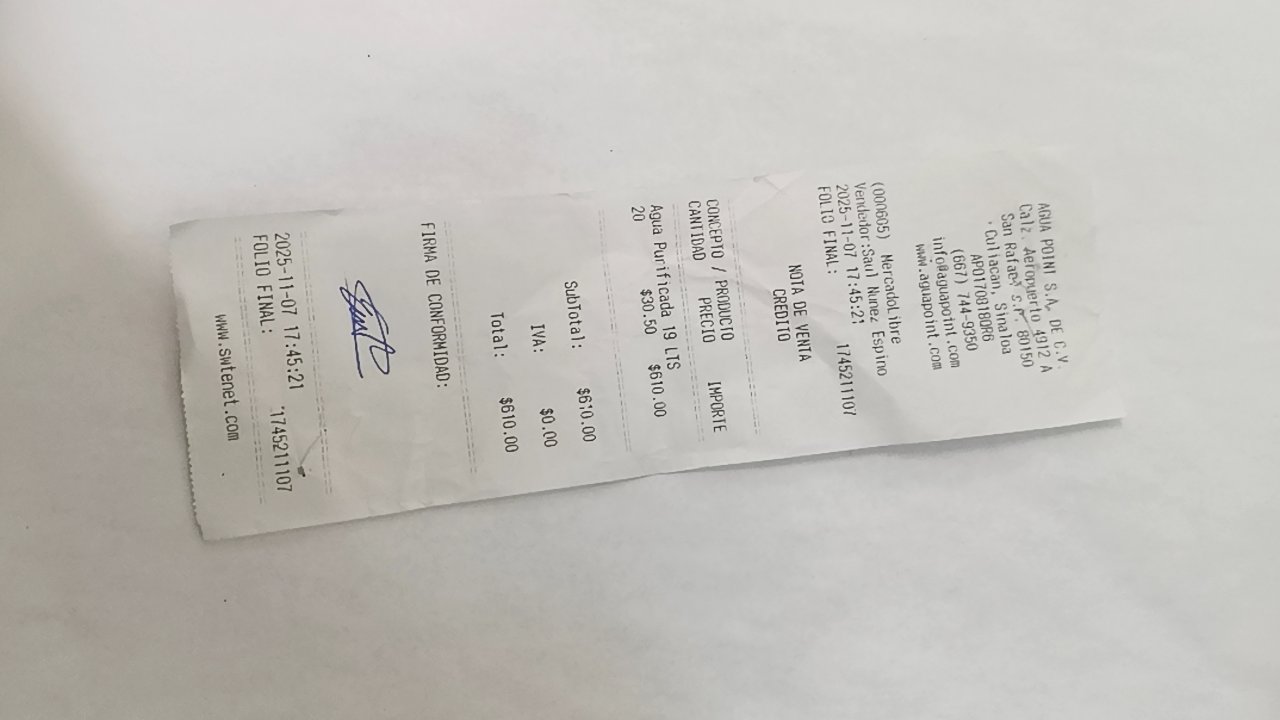 AGUA POINT S.A. DE C.V.
Calz. Aeropuerto 4912 A
San Rafael S.N. 80150
Culiacan, Sinaloa
APO170818QR6
(667) 744-9350
info@aguapoint.com
www.aguapoint.com
(000605) MercadoLibre
Vendedor:Saul Nunez Espino
2025-11-07 17:45:21
FOLIO FINAL: 1745211107
NOTA DE VENTA
CREDITO
CONCEPTO / PRODUCTO
CANTIDAD PRECIO IMPORTE
Agua Purificada 19 LTS
20 $30.50 $610.00
SubTotal: $610.00
IVA: $0.00
Total: $610.00
FIRMA DE CONFORMIDAD:
2025-11-07 17:45:21
FOLIO FINAL: 1745211107
www.swtenet.com